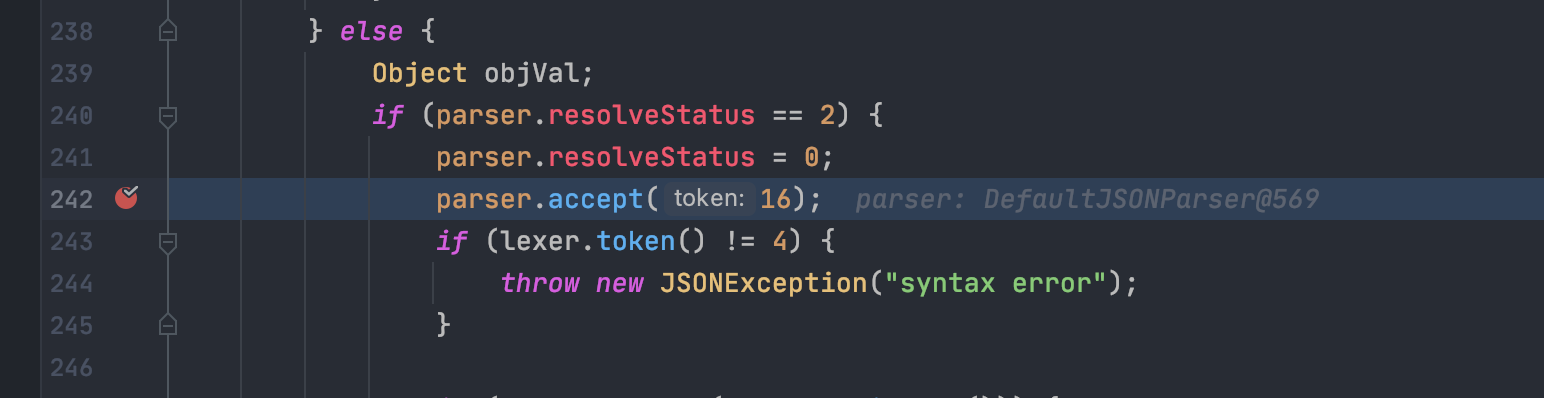 238 } else {
239 Object objVal;
240 if (parser.resolveStatus == 2) {
241 parser.resolveStatus = 0;
242 parser.accept( token: 16); parser: DefaultJSONParser@569
243 if (lexer.token() != 4) {
244 throw new JSONException("syntax error");
245 }
246